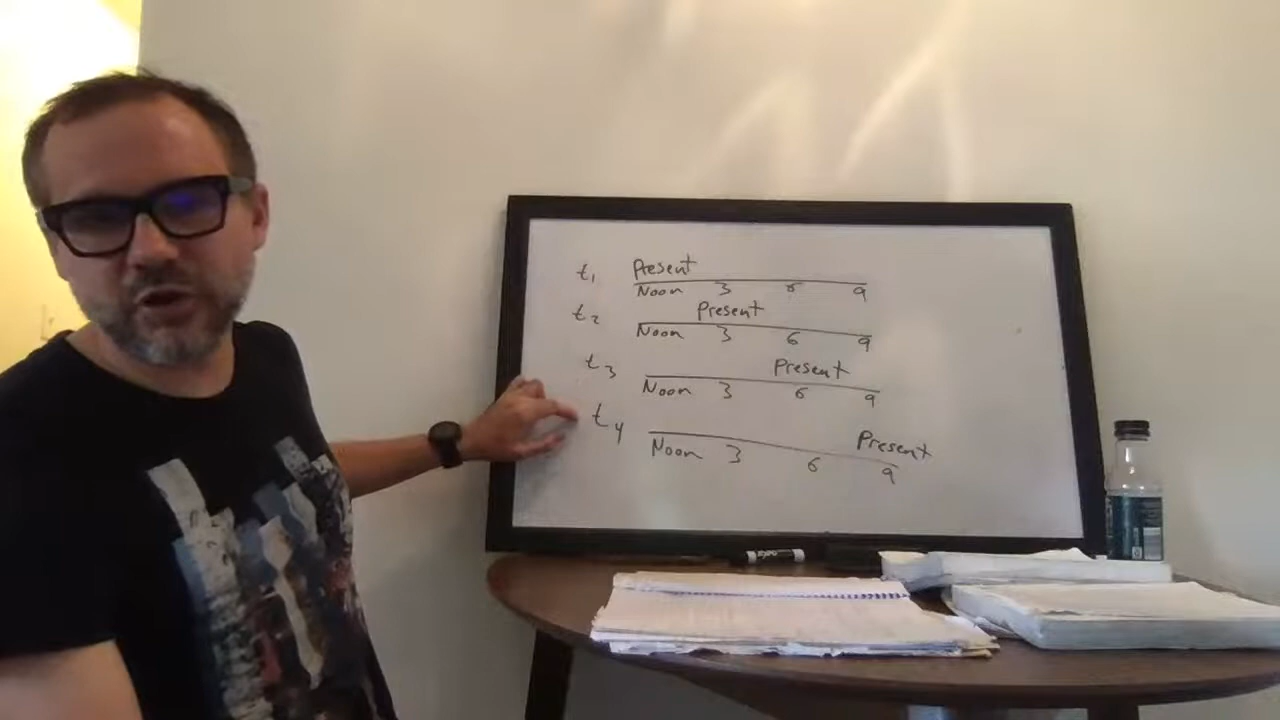 t₁ Present
Noon 3 6 9
t₂ Present
Noon 3 6 9
t₃ Present
Noon 3 6 9
t₄ Present
Noon 3 6 9
EXPO